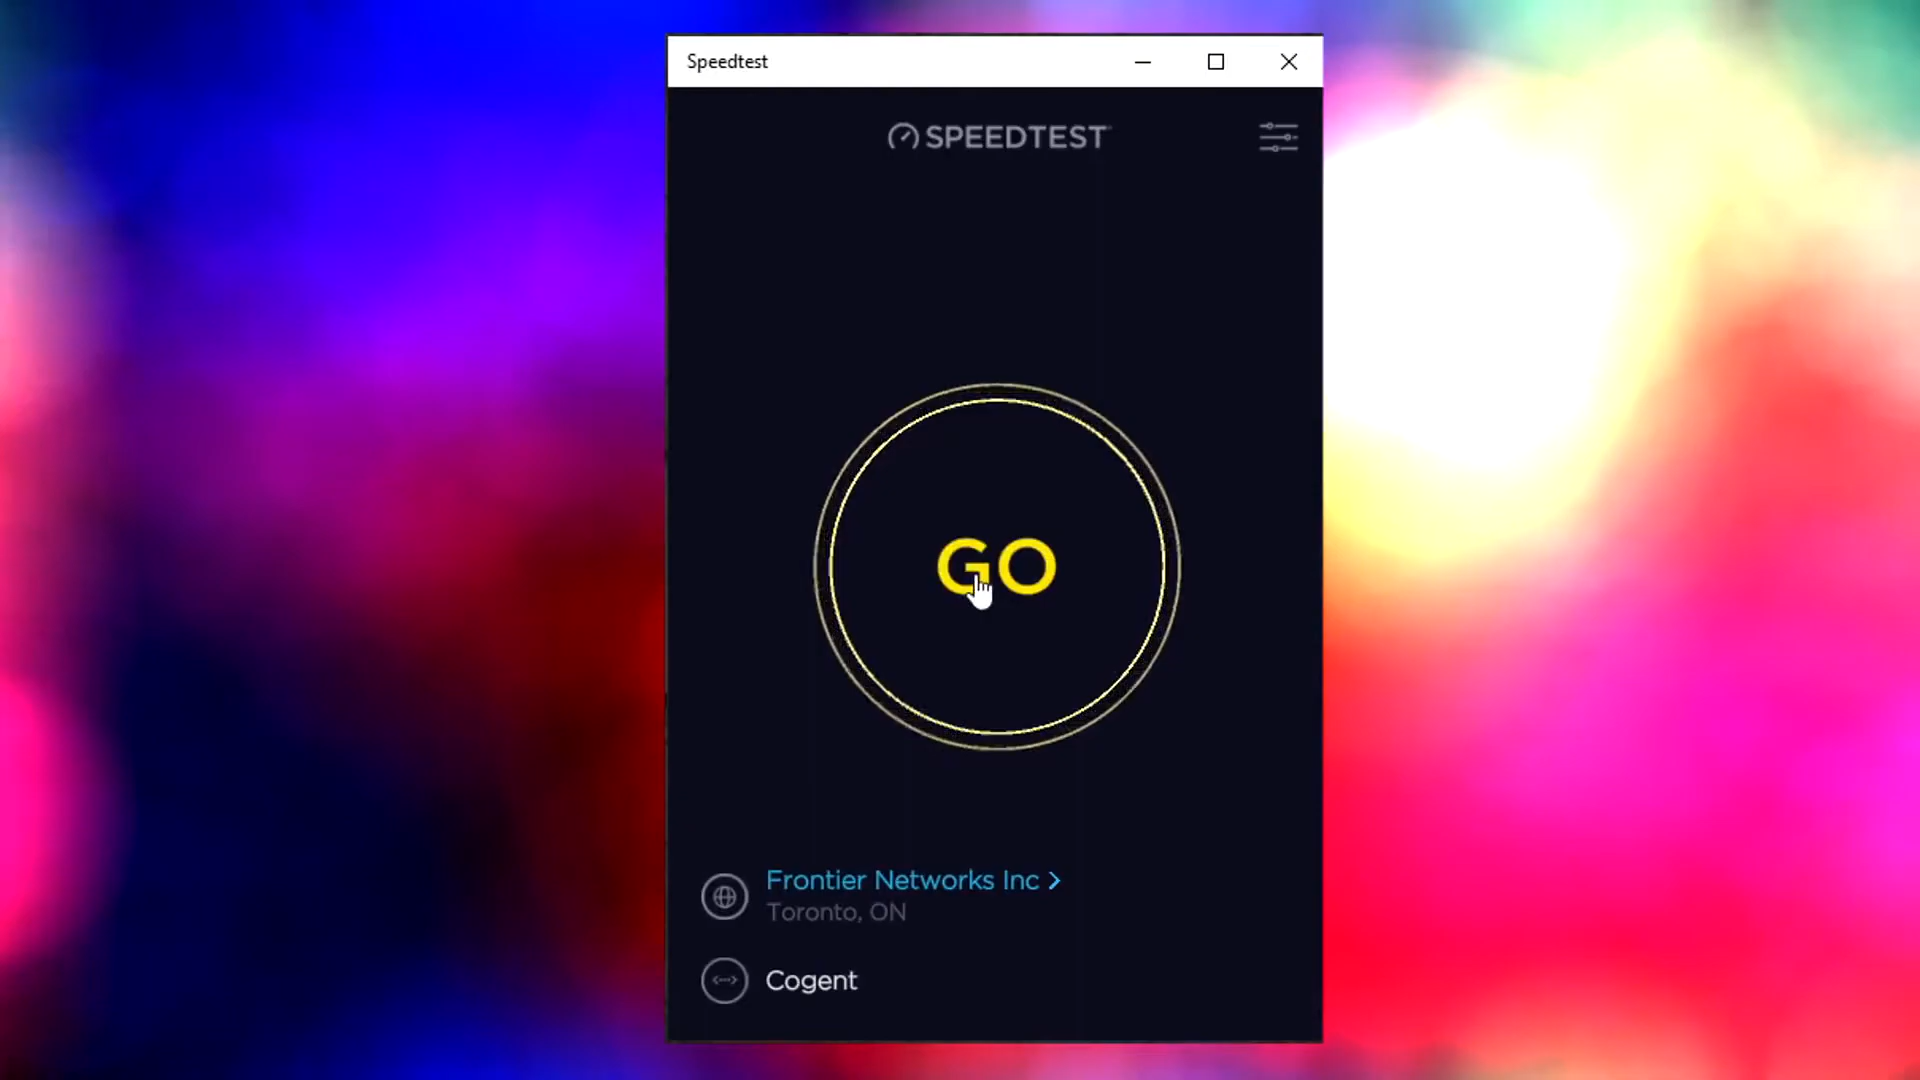 Speedtest
SPEEDTEST
GO
Frontier Networks Inc
Toronto, ON
Cogent